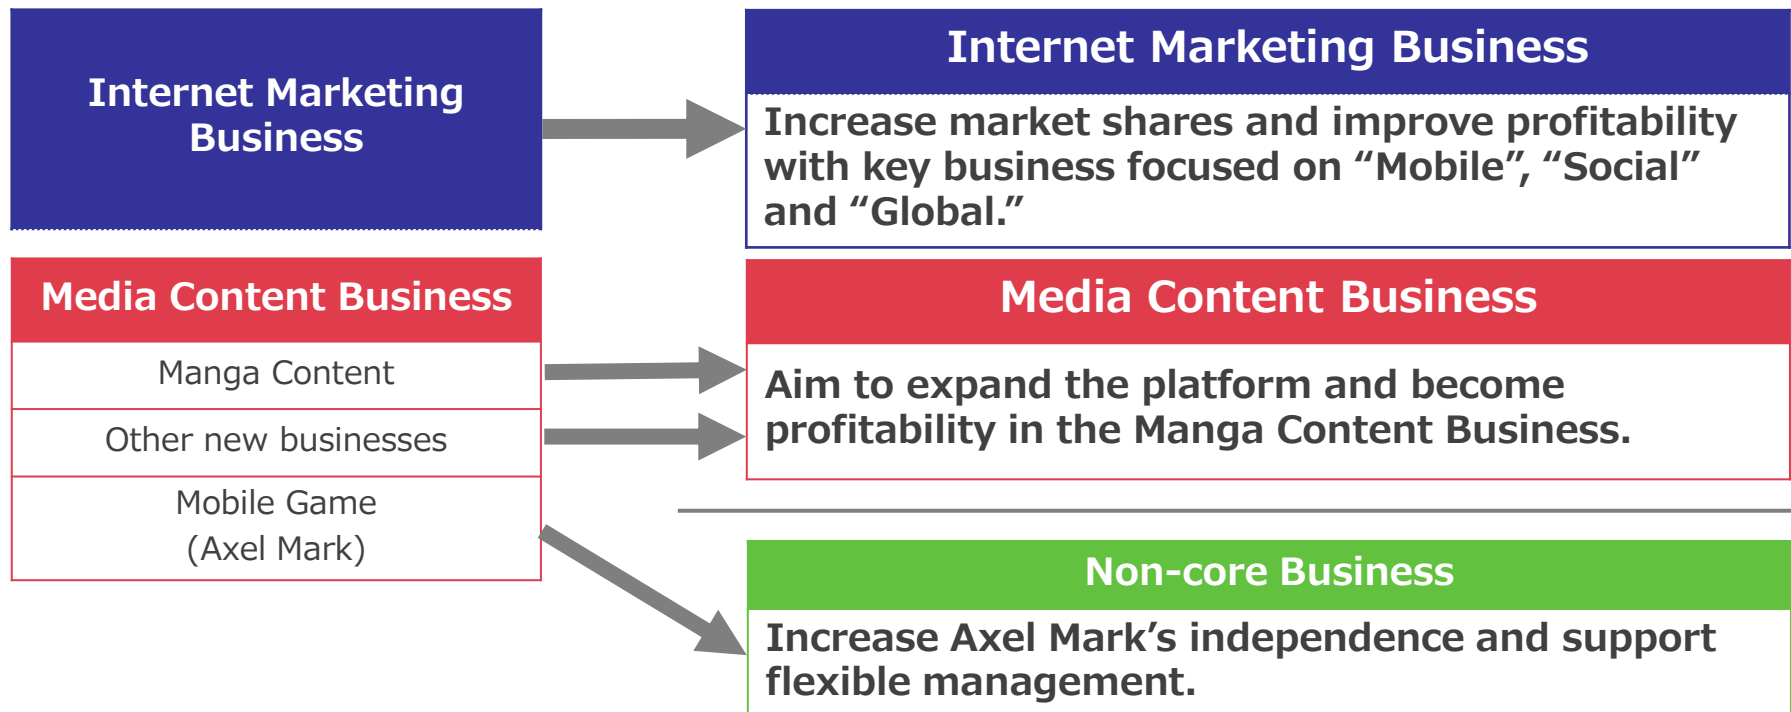 Internet Marketing
Business
Media Content Business
Manga Content
Other new businesses
Mobile Game
(Axel Mark)
Internet Marketing Business
Increase market shares and improve profitability
with key business focused on “Mobile”, “Social”
and “Global.”
Media Content Business
Aim to expand the platform and become
profitability in the Manga Content Business.
Non-core Business
Increase Axel Mark’s independence and support
flexible management.